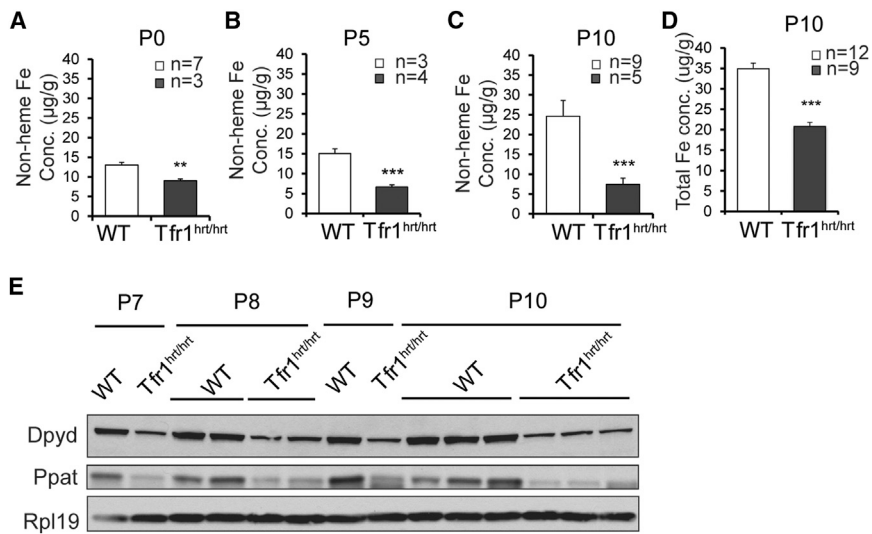 A
P0
Non-heme Fe
Conc. (µg/g)
40
35
30
25
20
15
10
5
0
n=7
n=3
**
WT
Tfr1hrt/hrt
B
P5
Non-heme Fe
Conc. (µg/g)
40
35
30
25
20
15
10
5
0
n=3
n=4
***
WT
Tfr1hrt/hrt
C
P10
Non-heme Fe
Conc. (µg/g)
40
35
30
25
20
15
10
5
0
n=9
n=5
***
WT
Tfr1hrt/hrt
D
P10
Total Fe conc. (ug/g)
40
35
30
25
20
15
10
5
0
n=12
n=9
***
WT
Tfr1hrt/hrt
E
P7
P8
P9
P10
WT
Tfr1hrt/hrt
WT
Tfr1hrt/hrt
WT
Tfr1hrt/hrt
WT
Tfr1hrt/hrt
Dpyd
Ppat
Rpl19